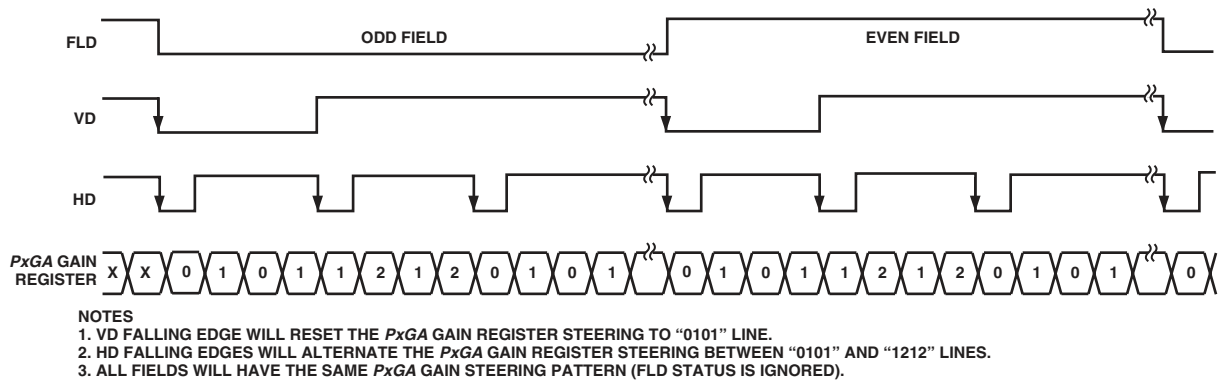 FLD
ODD FIELD
EVEN FIELD
VD
HD
PxGA GAIN
REGISTER
X X 0 1 0 1 1 2 1 2 0 1 0 1 0 1 0 1 1 2 1 2 0 1 0 1 0
NOTES
1. VD FALLING EDGE WILL RESET THE PxGA GAIN REGISTER STEERING TO “0101” LINE.
2. HD FALLING EDGES WILL ALTERNATE THE PxGA GAIN REGISTER STEERING BETWEEN “0101” AND “1212” LINES.
3. ALL FIELDS WILL HAVE THE SAME PxGA GAIN STEERING PATTERN (FLD STATUS IS IGNORED).